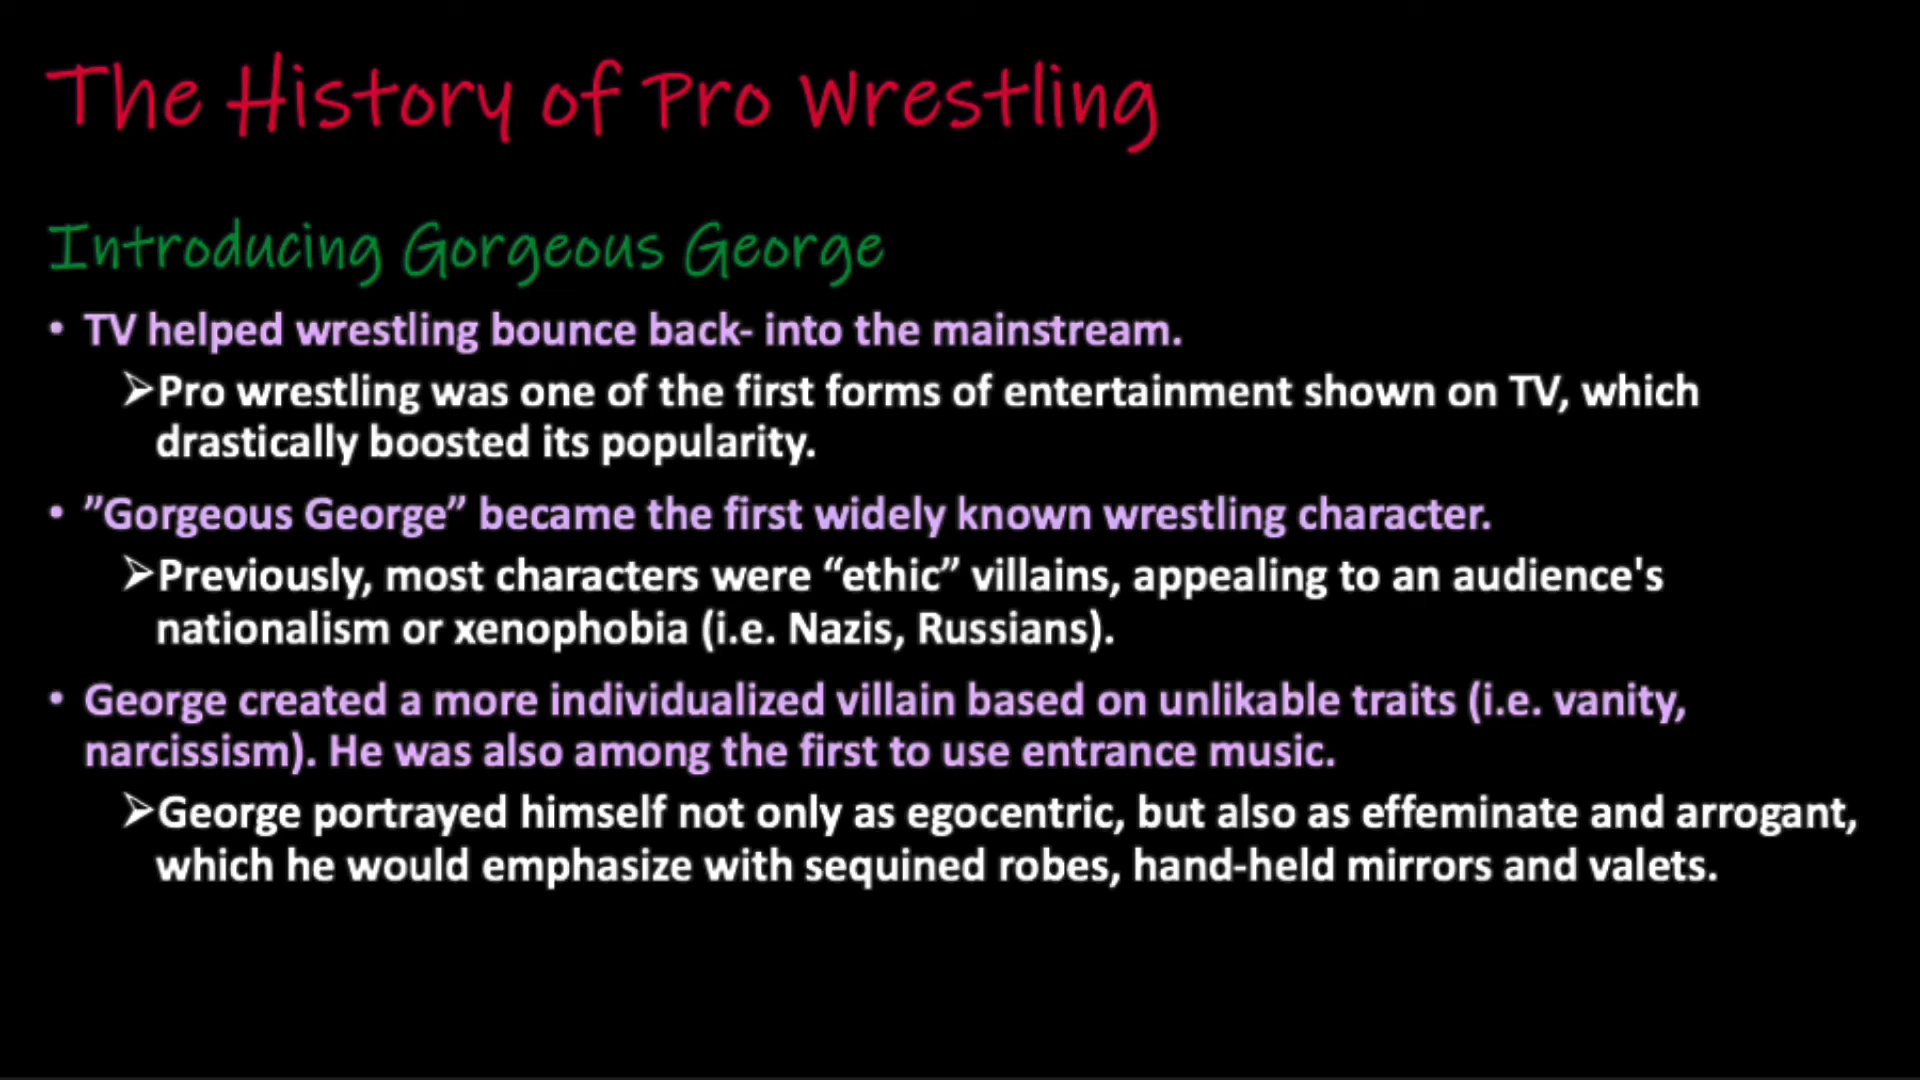 The History of Pro Wrestling
Introducing Gorgeous George
• TV helped wrestling bounce back- into the mainstream.
➢Pro wrestling was one of the first forms of entertainment shown on TV, which
drastically boosted its popularity.
• ”Gorgeous George” became the first widely known wrestling character.
➢Previously, most characters were “ethic” villains, appealing to an audience's
nationalism or xenophobia (i.e. Nazis, Russians).
• George created a more individualized villain based on unlikable traits (i.e. vanity,
narcissism). He was also among the first to use entrance music.
➢George portrayed himself not only as egocentric, but also as effeminate and arrogant,
which he would emphasize with sequined robes, hand-held mirrors and valets.